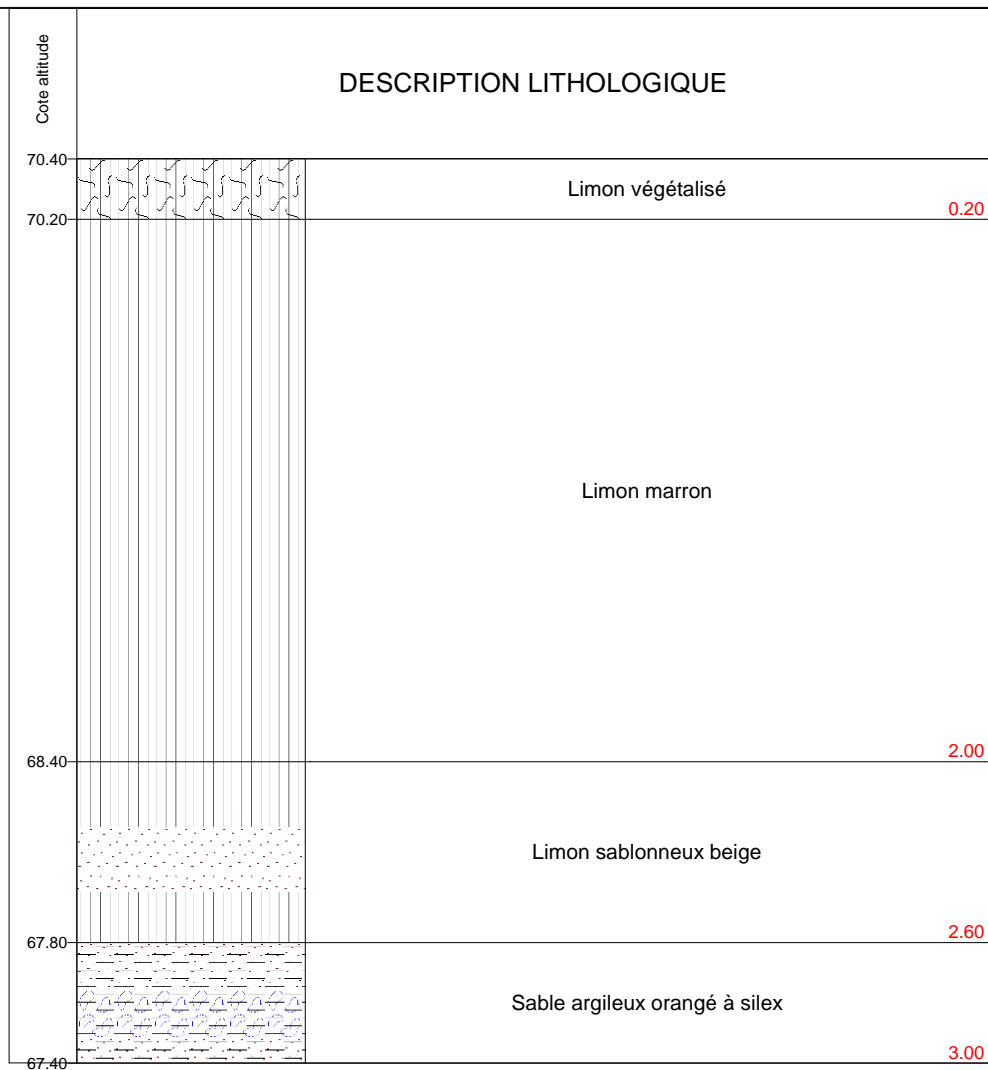 Cote altitude
DESCRIPTION LITHOLOGIQUE
70.40
Limon végétalisé
0.20
70.20
Limon marron
2.00
68.40
Limon sablonneux beige
2.60
67.80
Sable argileux orangé à silex
3.00
67.40